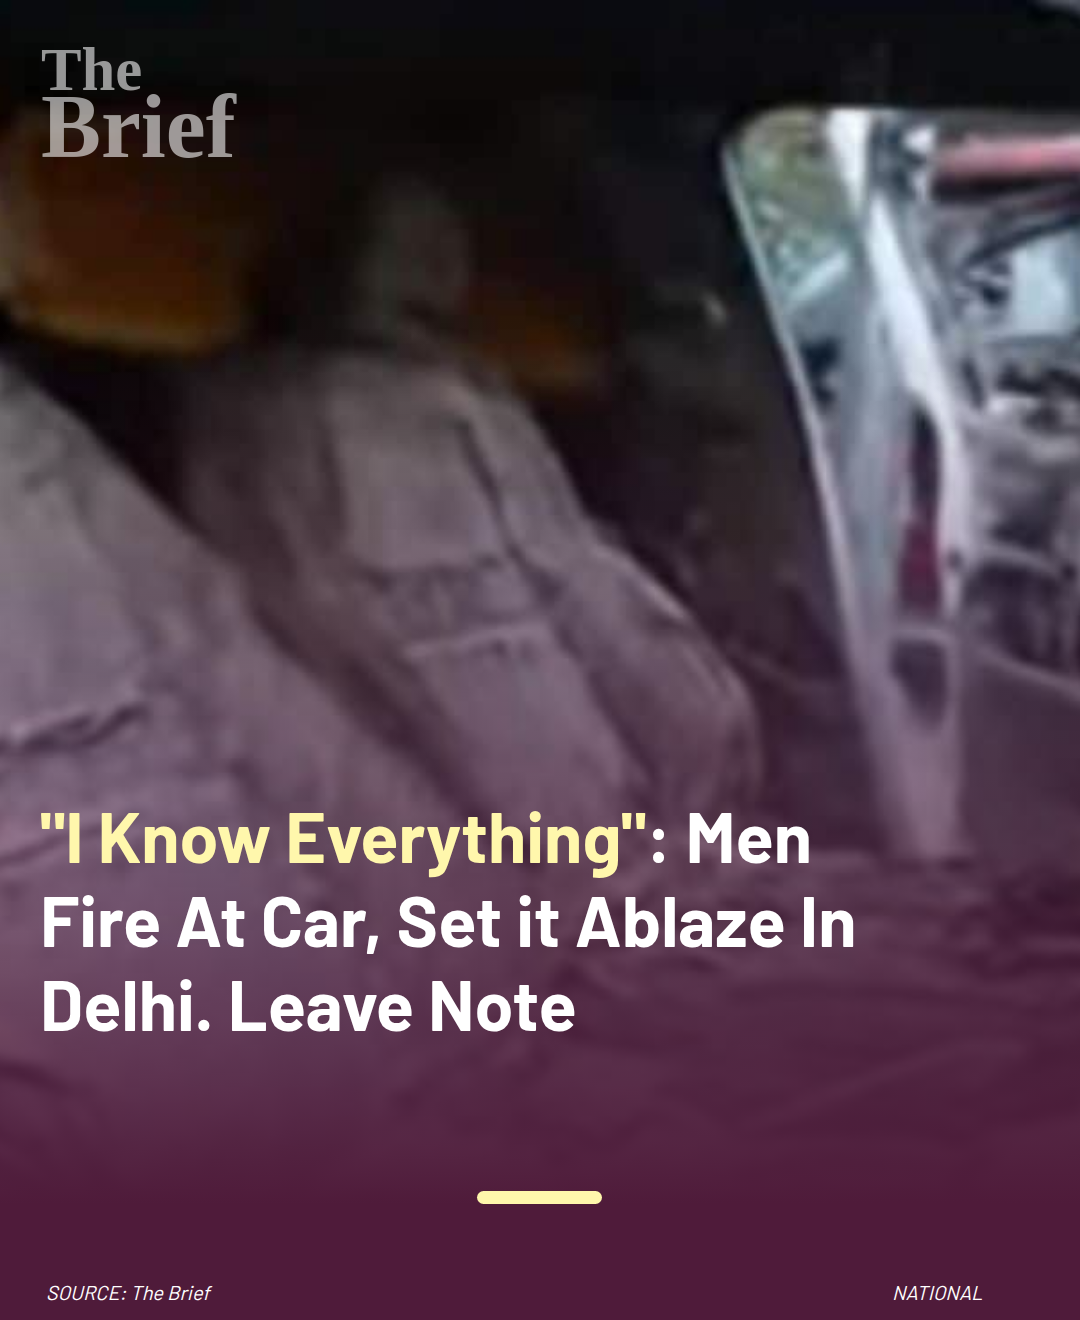 The
Brief
"I Know Everything": Men
Fire At Car, Set it Ablaze In
Delhi. Leave Note
SOURCE: The Brief
NATIONAL